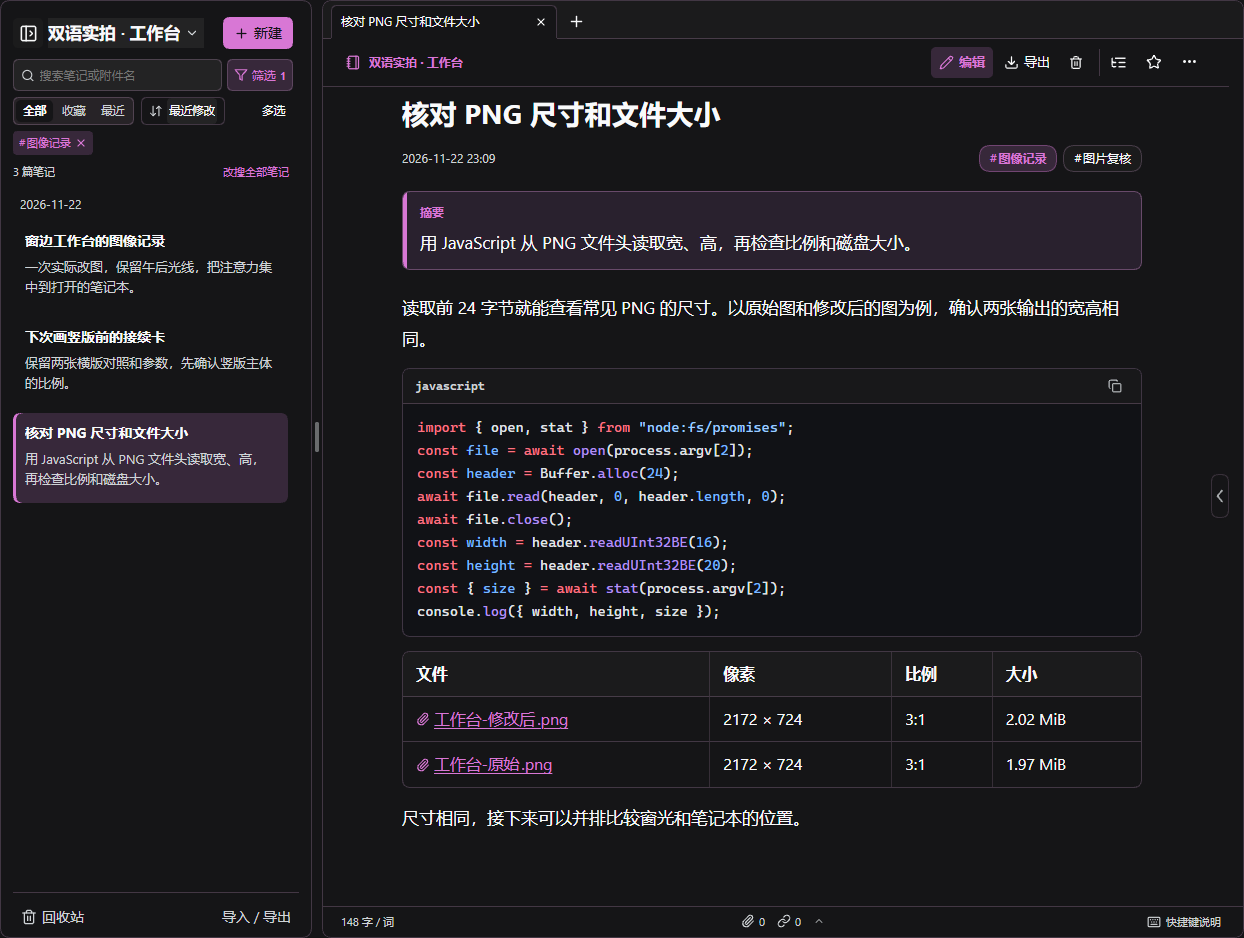 双语实拍 · 工作台
新建
搜索笔记或附件名
筛选 1
全部 收藏 最近 最近修改 多选
#图像记录
3 篇笔记 改搜全部笔记
2026-11-22
窗边工作台的图像记录
一次实际改图，保留午后光线，把注意力集
中到打开的笔记本。
下次画竖版前的接续卡
保留两张横版对照和参数，先确认竖版主体
的比例。
核对 PNG 尺寸和文件大小
用 JavaScript 从 PNG 文件头读取宽、高，
再检查比例和磁盘大小。
回收站 导入 / 导出
核对 PNG 尺寸和文件大小
双语实拍 · 工作台
编辑 导出
核对 PNG 尺寸和文件大小
2026-11-22 23:09
#图像记录 #图片复核
摘要
用 JavaScript 从 PNG 文件头读取宽、高，再检查比例和磁盘大小。
读取前 24 字节就能查看常见 PNG 的尺寸。以原始图和修改后的图为例，确认两张输出的宽高相
同。
javascript
import { open, stat } from "node:fs/promises";
const file = await open(process.argv[2]);
const header = Buffer.alloc(24);
await file.read(header, 0, header.length, 0);
await file.close();
const width = header.readUInt32BE(16);
const height = header.readUInt32BE(20);
const { size } = await stat(process.argv[2]);
console.log({ width, height, size });
文件 像素 比例 大小
工作台-修改后.png 2172 × 724 3:1 2.02 MiB
工作台-原始.png 2172 × 724 3:1 1.97 MiB
尺寸相同，接下来可以并排比较窗光和笔记本的位置。
148 字 / 词
0 0
快捷键说明